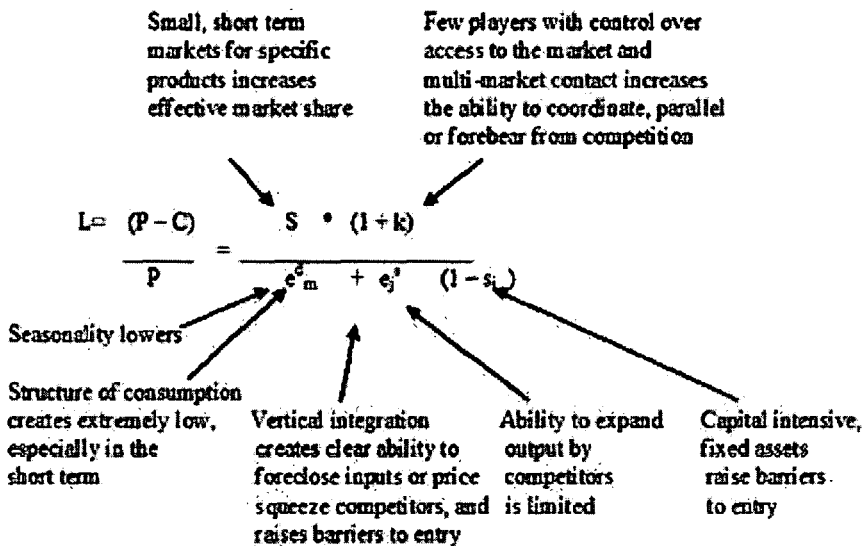 Small, short term
markets for specific
products increases
effective market share
Few players with control over
access to the market and
multi-market contact increases
the ability to coordinate, parallel
or forebear from competition
L= (P – C) S • (1 + k)
=
P e^d_m + e_j^s (1 – s_i)
Seasonality lowers
Structure of consumption
creates extremely low,
especially in the
short term
Vertical integration
creates clear ability to
foreclose inputs or price
squeeze competitors, and
raises barriers to entry
Ability to expand
output by
competitors
is limited
Capital intensive,
fixed assets
raise barriers
to entry